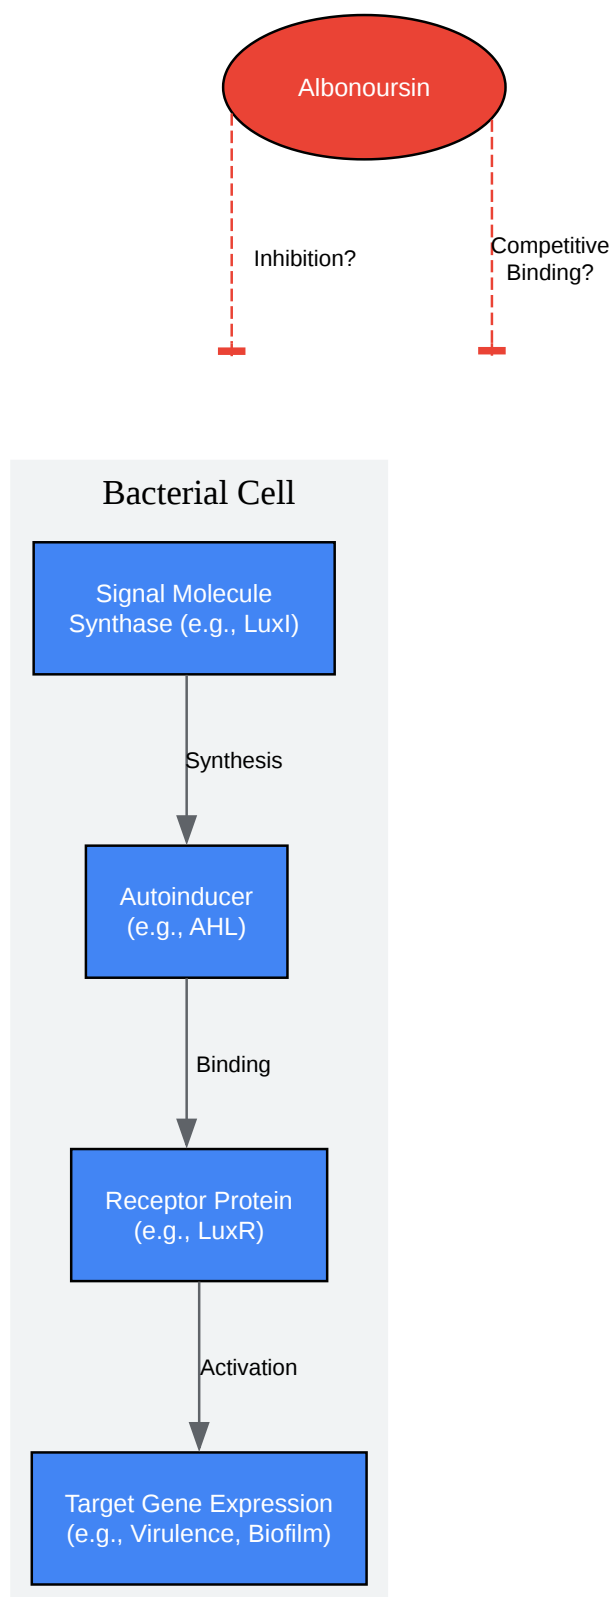 Albonoursin
Inhibition?
Competitive
Binding?
Bacterial Cell
Signal Molecule
Synthase (e.g., LuxI)
Synthesis
Autoinducer
(e.g., AHL)
Binding
Receptor Protein
(e.g., LuxR)
Activation
Target Gene Expression
(e.g., Virulence, Biofilm)